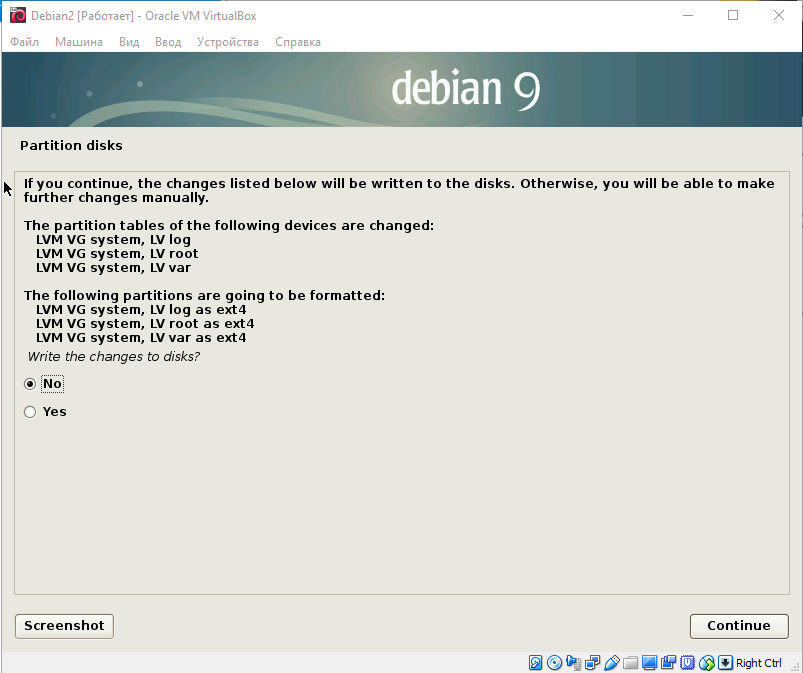 Debian2 [Работает] - Oracle VM VirtualBox
Файл Машина Вид Ввод Устройства Справка
debian 9
Partition disks
If you continue, the changes listed below will be written to the disks. Otherwise, you will be able to make
further changes manually.
The partition tables of the following devices are changed:
LVM VG system, LV log
LVM VG system, LV root
LVM VG system, LV var
The following partitions are going to be formatted:
LVM VG system, LV log as ext4
LVM VG system, LV root as ext4
LVM VG system, LV var as ext4
Write the changes to disks?
No
Yes
Screenshot Continue
Right Ctrl